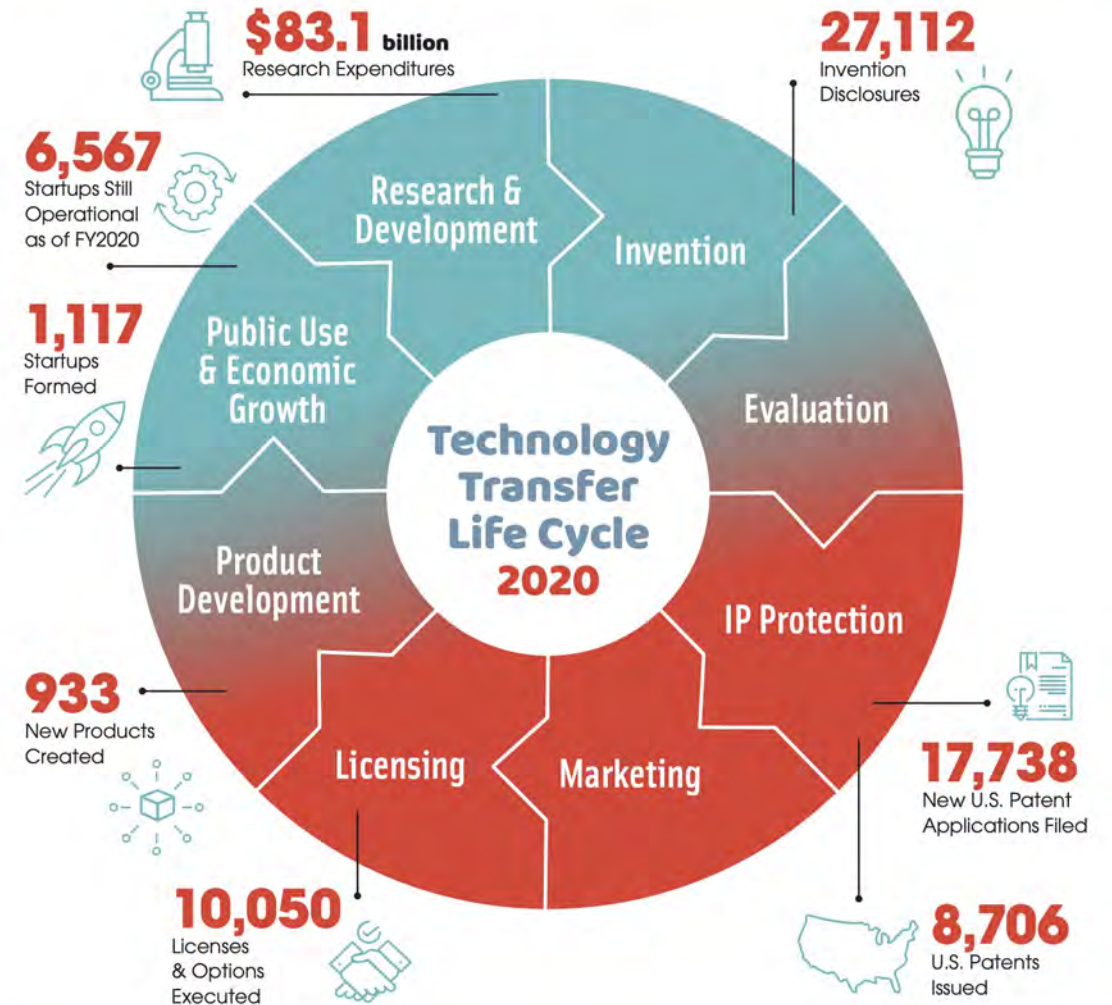 $83.1 billion
Research Expenditures
27,112
Invention
Disclosures
6,567
Startups Still
Operational
as of FY2020
1,117
Startups
Formed
Research &
Development
Invention
Public Use
& Economic
Growth
Evaluation
Technology
Transfer
Life Cycle
2020
Product
Development
IP Protection
Licensing
Marketing
933
New Products
Created
17,738
New U.S. Patent
Applications Filed
10,050
Licenses
& Options
Executed
8,706
U.S. Patents
Issued